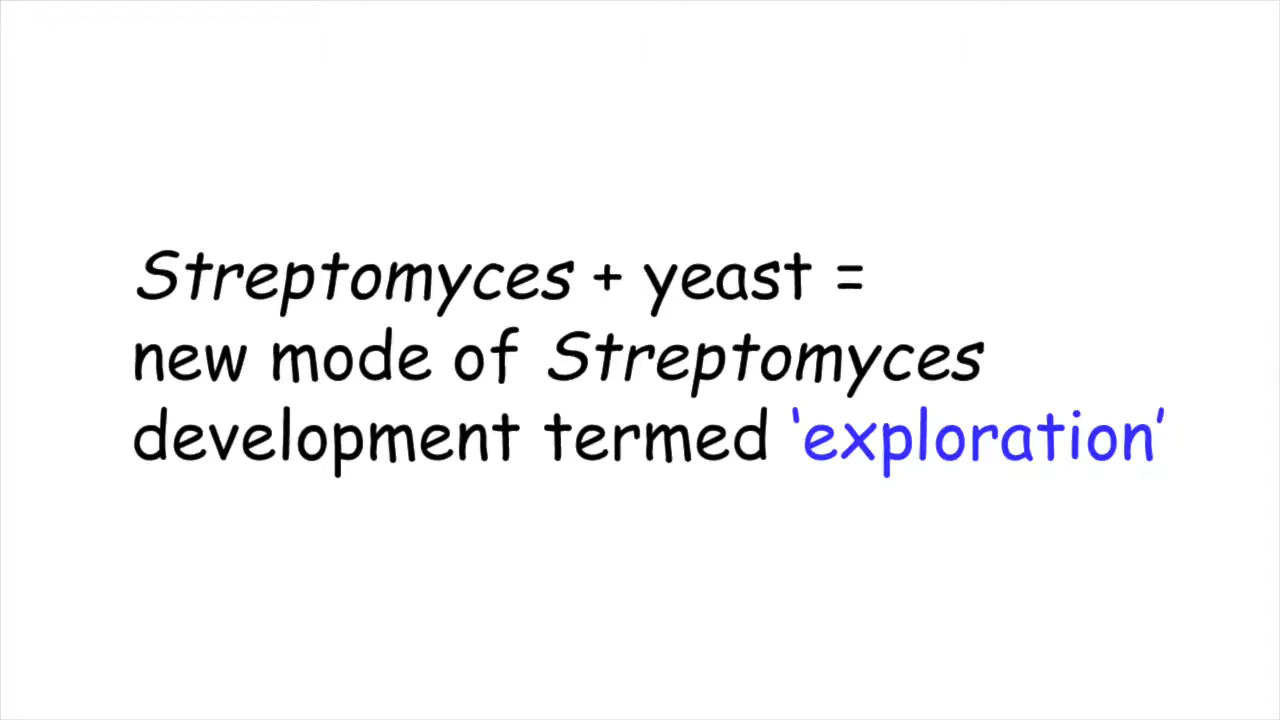 Streptomyces + yeast =
new mode of Streptomyces
development termed ‘exploration’